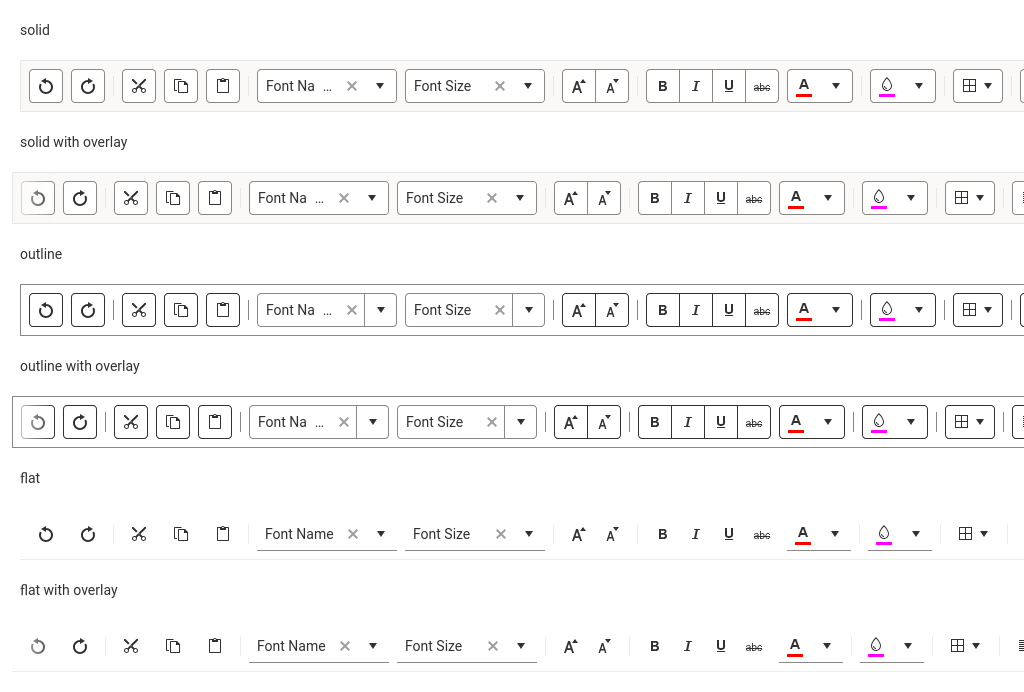 solid
Font Na ... Font Size A A B I U abc A
solid with overlay
Font Na ... Font Size A A B I U abc A
outline
Font Na ... Font Size A A B I U abc A
outline with overlay
Font Na ... Font Size A A B I U abc A
flat
Font Name Font Size A A B I U abc A
flat with overlay
Font Name Font Size A A B I U abc A